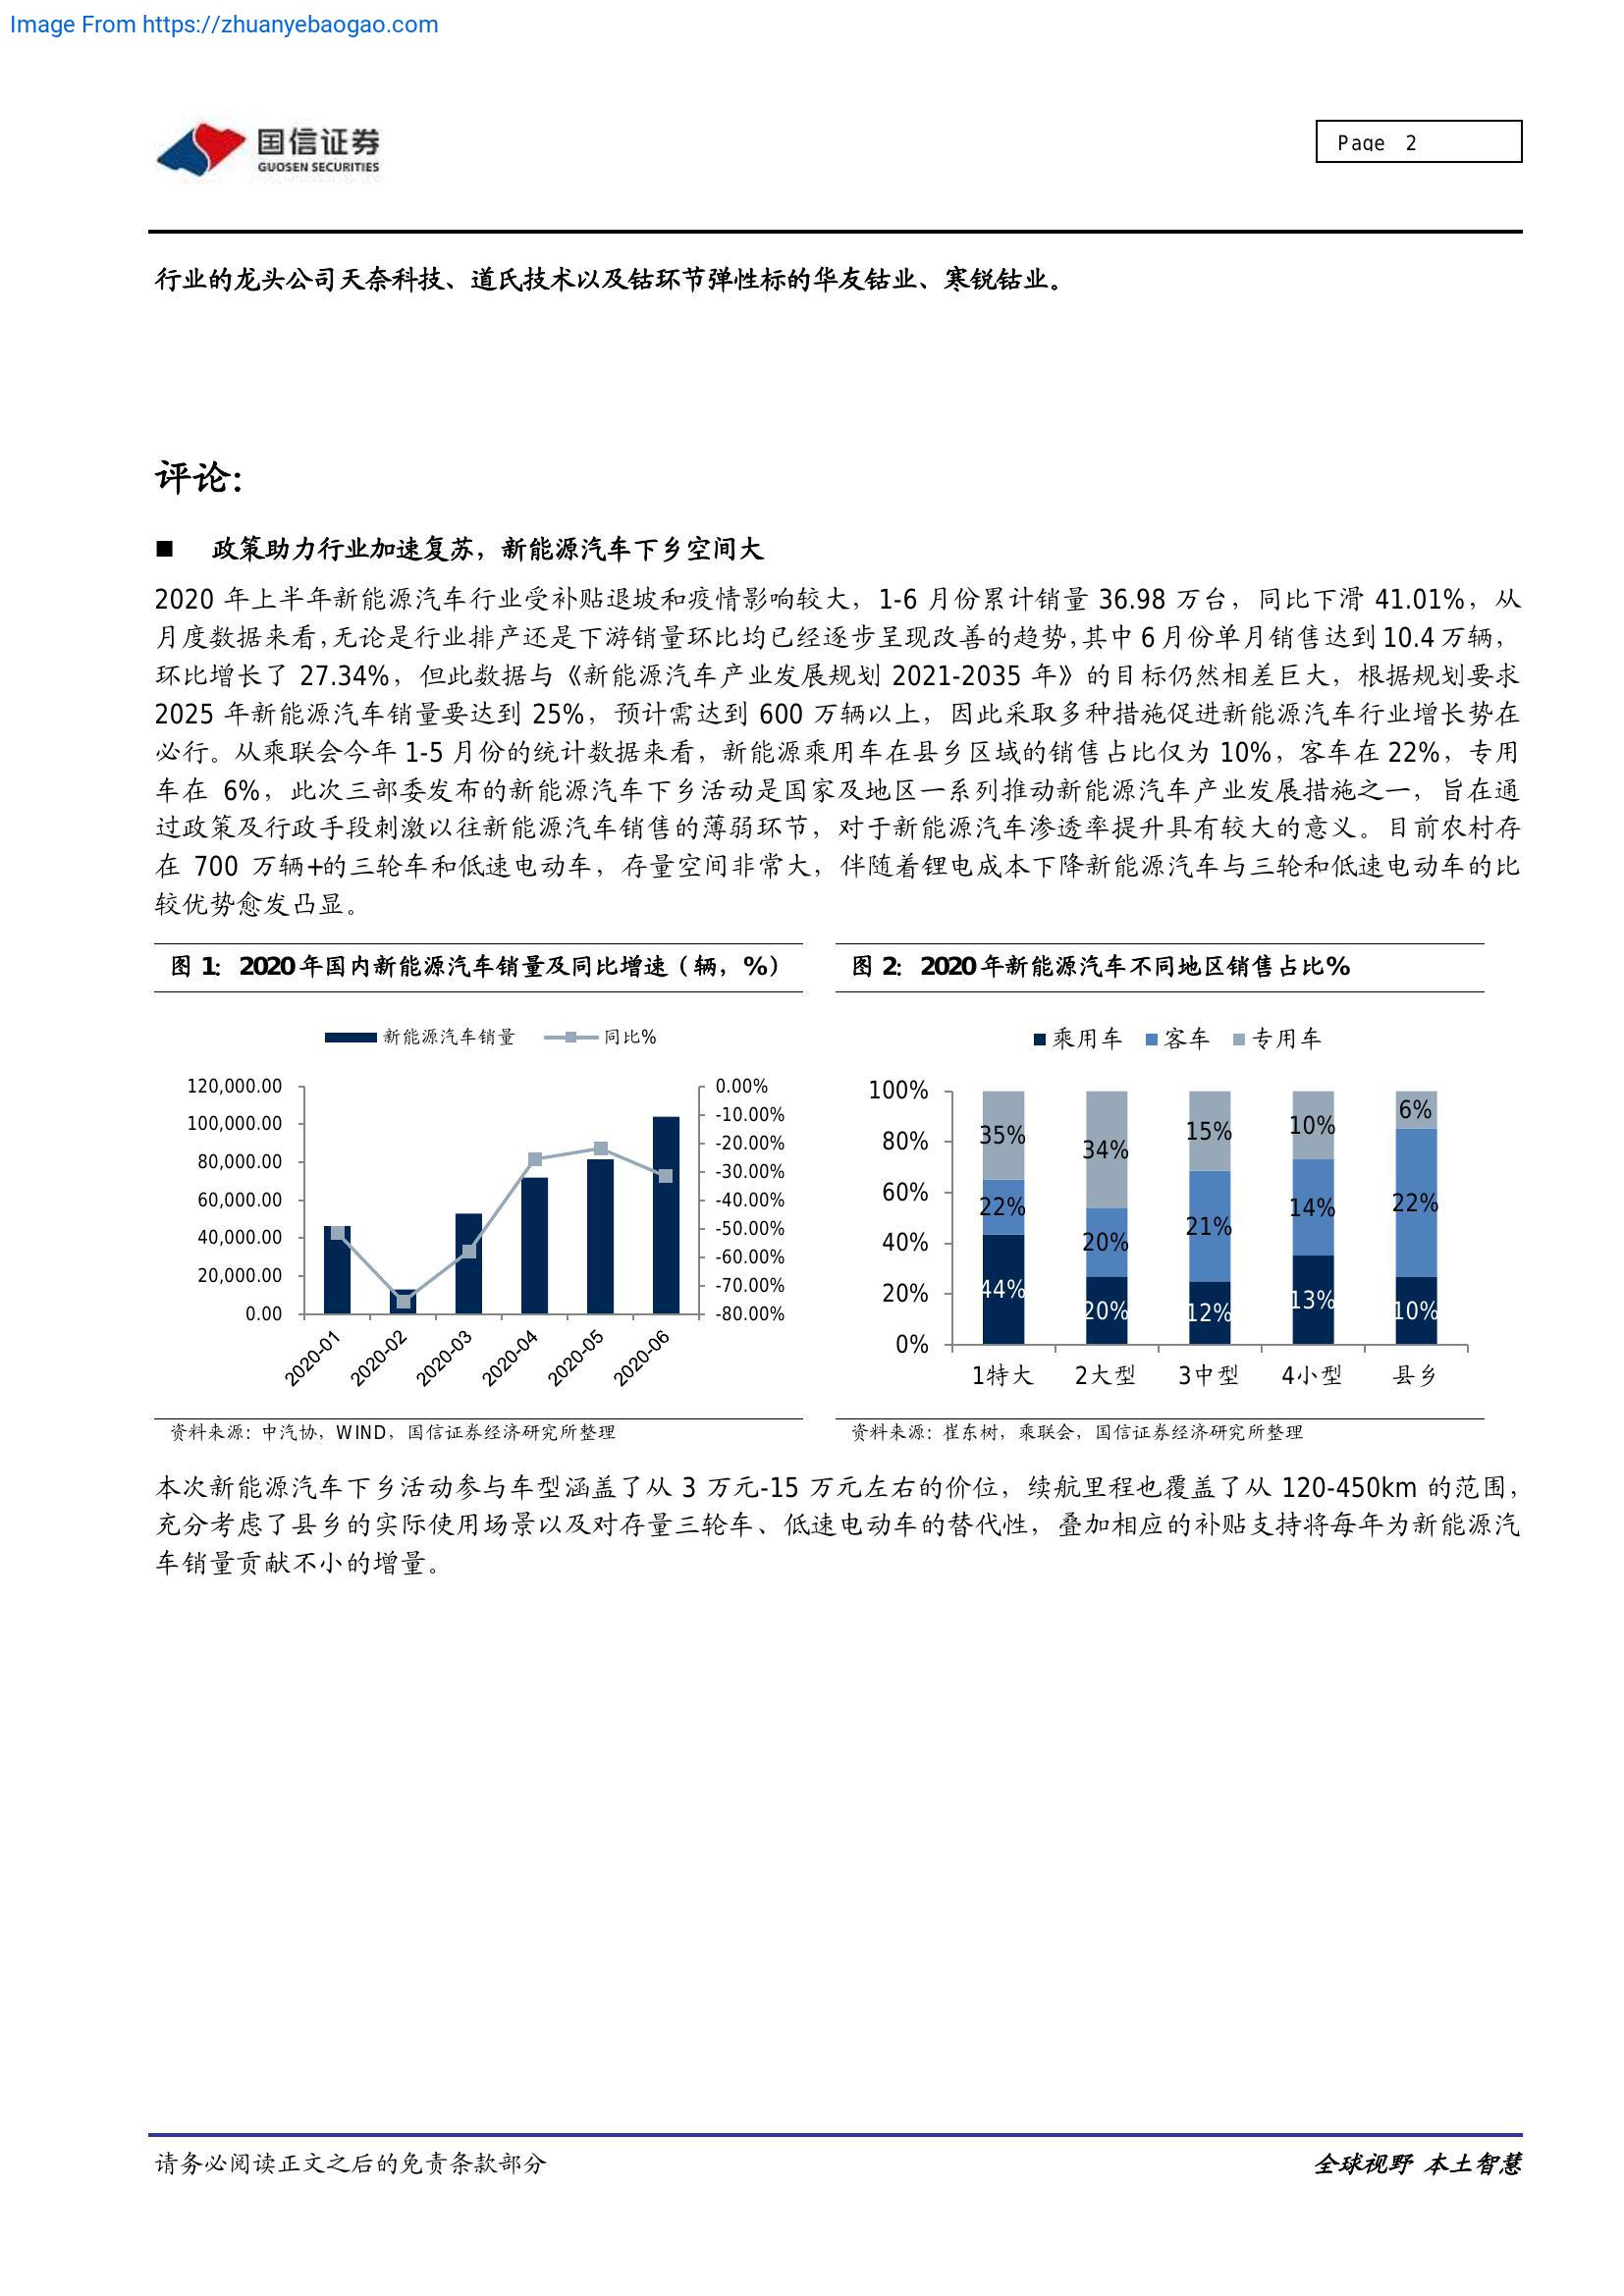 Image From https://zhuanyebaogao.com
国信证券
GUOSEN SECURITIES
Page 2
行业的龙头公司天奈科技、道氏技术以及钴环节弹性标的华友钴业、寒锐钴业。
评论:
■ 政策助力行业加速复苏，新能源汽车下乡空间大
2020 年上半年新能源汽车行业受补贴退坡和疫情影响较大，1-6 月份累计销量 36.98 万台，同比下滑 41.01%，从
月度数据来看，无论是行业排产还是下游销量环比均已经逐步呈现改善的趋势，其中 6 月份单月销售达到 10.4 万辆，
环比增长了 27.34%，但此数据与《新能源汽车产业发展规划 2021-2035 年》的目标仍然相差巨大，根据规划要求
2025 年新能源汽车销量要达到 25%，预计需达到 600 万辆以上，因此采取多种措施促进新能源汽车行业增长势在
必行。从乘联会今年 1-5 月份的统计数据来看，新能源乘用车在县乡区域的销售占比仅为 10%，客车在 22%，专用
车在 6%，此次三部委发布的新能源汽车下乡活动是国家及地区一系列推动新能源汽车产业发展措施之一，旨在通
过政策及行政手段刺激以往新能源汽车销售的薄弱环节，对于新能源汽车渗透率提升具有较大的意义。目前农村存
在 700 万辆+的三轮车和低速电动车，存量空间非常大，伴随着锂电成本下降新能源汽车与三轮和低速电动车的比
较优势愈发凸显。
图 1： 2020 年国内新能源汽车销量及同比增速（辆，%）
新能源汽车销量 同比%
120,000.00
100,000.00
80,000.00
60,000.00
40,000.00
20,000.00
0.00
0.00%
-10.00%
-20.00%
-30.00%
-40.00%
-50.00%
-60.00%
-70.00%
-80.00%
2020-01 2020-02 2020-03 2020-04 2020-05 2020-06
资料来源：中汽协，WIND，国信证券经济研究所整理
图 2： 2020 年新能源汽车不同地区销售占比%
乘用车 客车 专用车
100%
80%
60%
40%
20%
0%
35% 34% 15% 10% 6%
22% 20% 21% 14% 22%
44% 20% 12% 13% 10%
1特大 2大型 3中型 4小型 县乡
资料来源：崔东树，乘联会，国信证券经济研究所整理
本次新能源汽车下乡活动参与车型涵盖了从 3 万元-15 万元左右的价位，续航里程也覆盖了从 120-450km 的范围，
充分考虑了县乡的实际使用场景以及对存量三轮车、低速电动车的替代性，叠加相应的补贴支持将每年为新能源汽
车销量贡献不小的增量。
请务必阅读正文之后的免责条款部分
全球视野 本土智慧